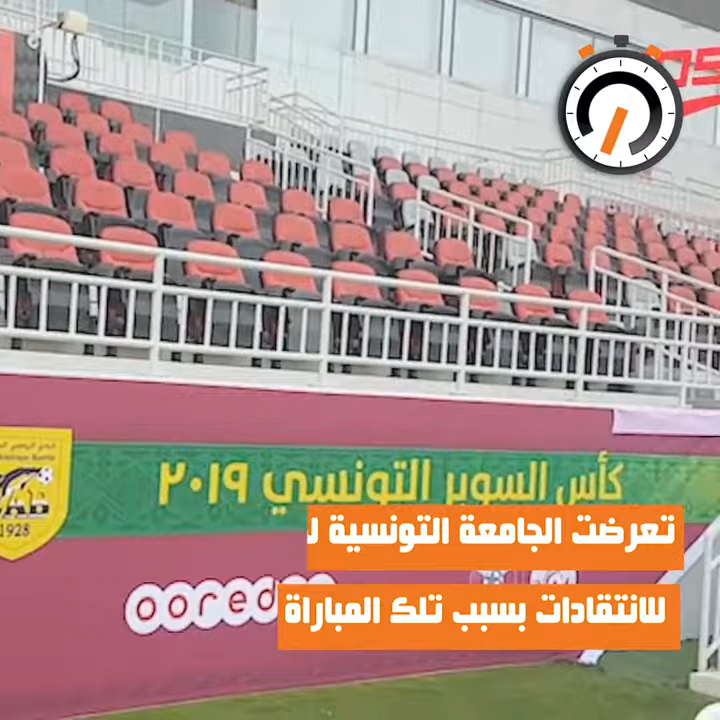 كأس السوبر التونسي ٢٠١٩
1928
ooredoo
تعرضت الجامعة التونسية ل
للانتقادات بسبب تلك المباراة